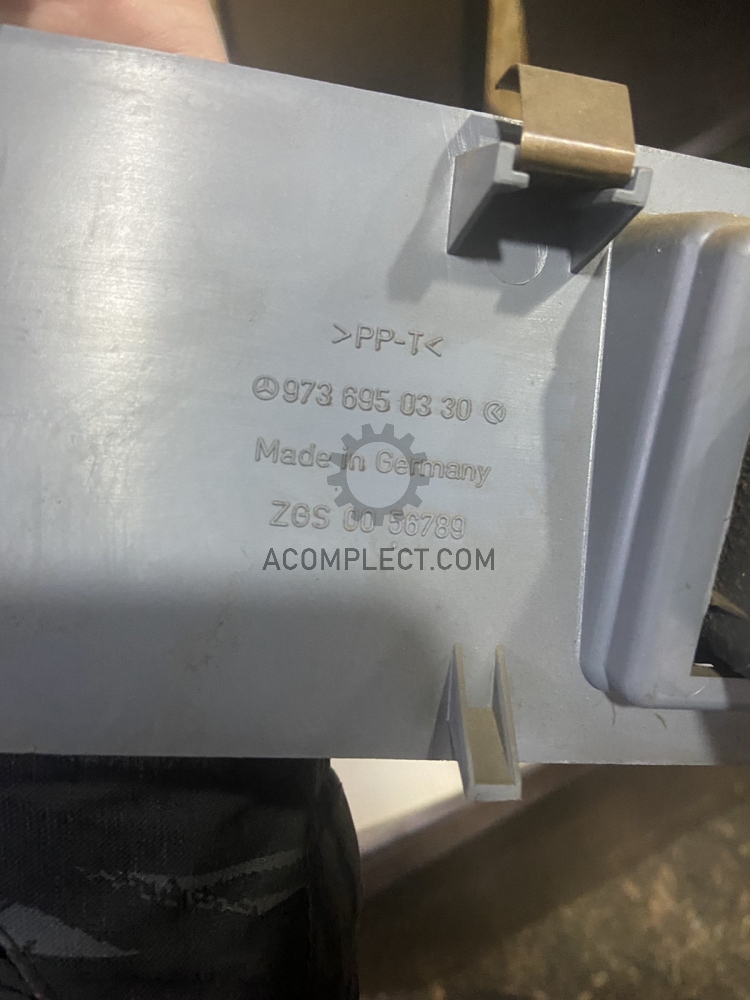 >PP-T<
973 695 03 30
Made in Germany
ZGS 00 56789
ACOMPLECT.COM